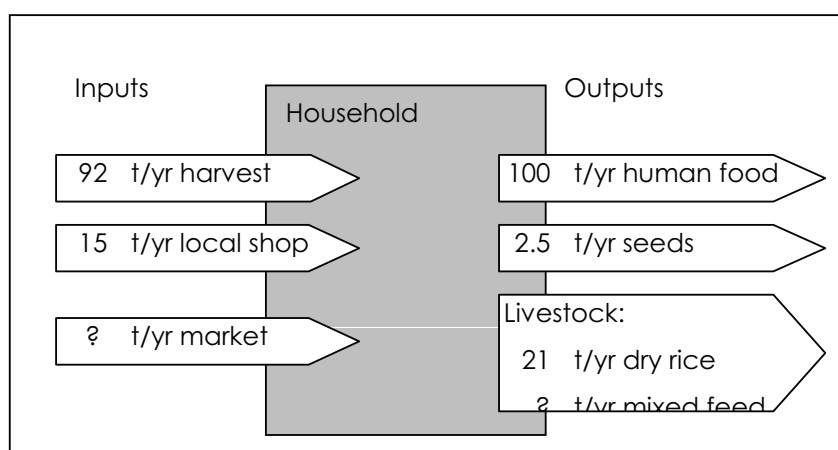 Inputs
Outputs
Household
92 t/yr harvest
100 t/yr human food
15 t/yr local shop
2.5 t/yr seeds
? t/yr market
Livestock:
21 t/yr dry rice
? t/yr mixed feed